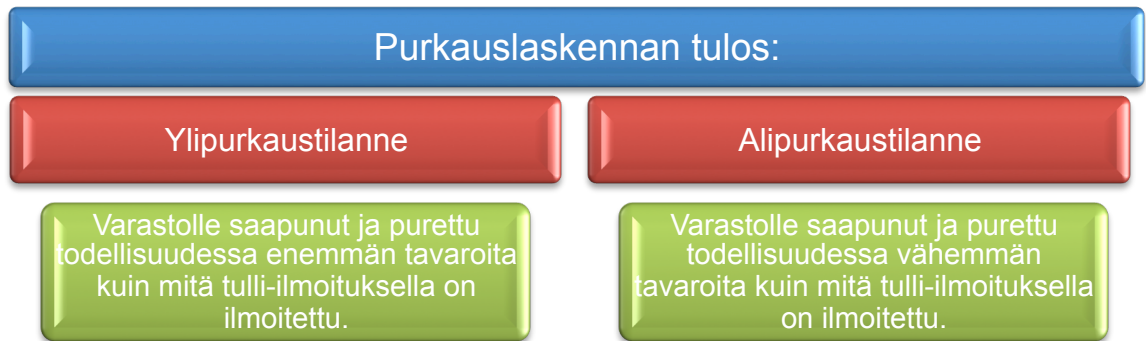 Purkauslaskennan tulos:
Ylipurkaustilanne
Alipurkaustilanne
Varastolle saapunut ja purettu
todellisuudessa enemmän tavaroita
kuin mitä tulli-ilmoituksella on
ilmoitettu.
Varastolle saapunut ja purettu
todellisuudessa vähemmän
tavaroita kuin mitä tulli-ilmoituksella
on ilmoitettu.